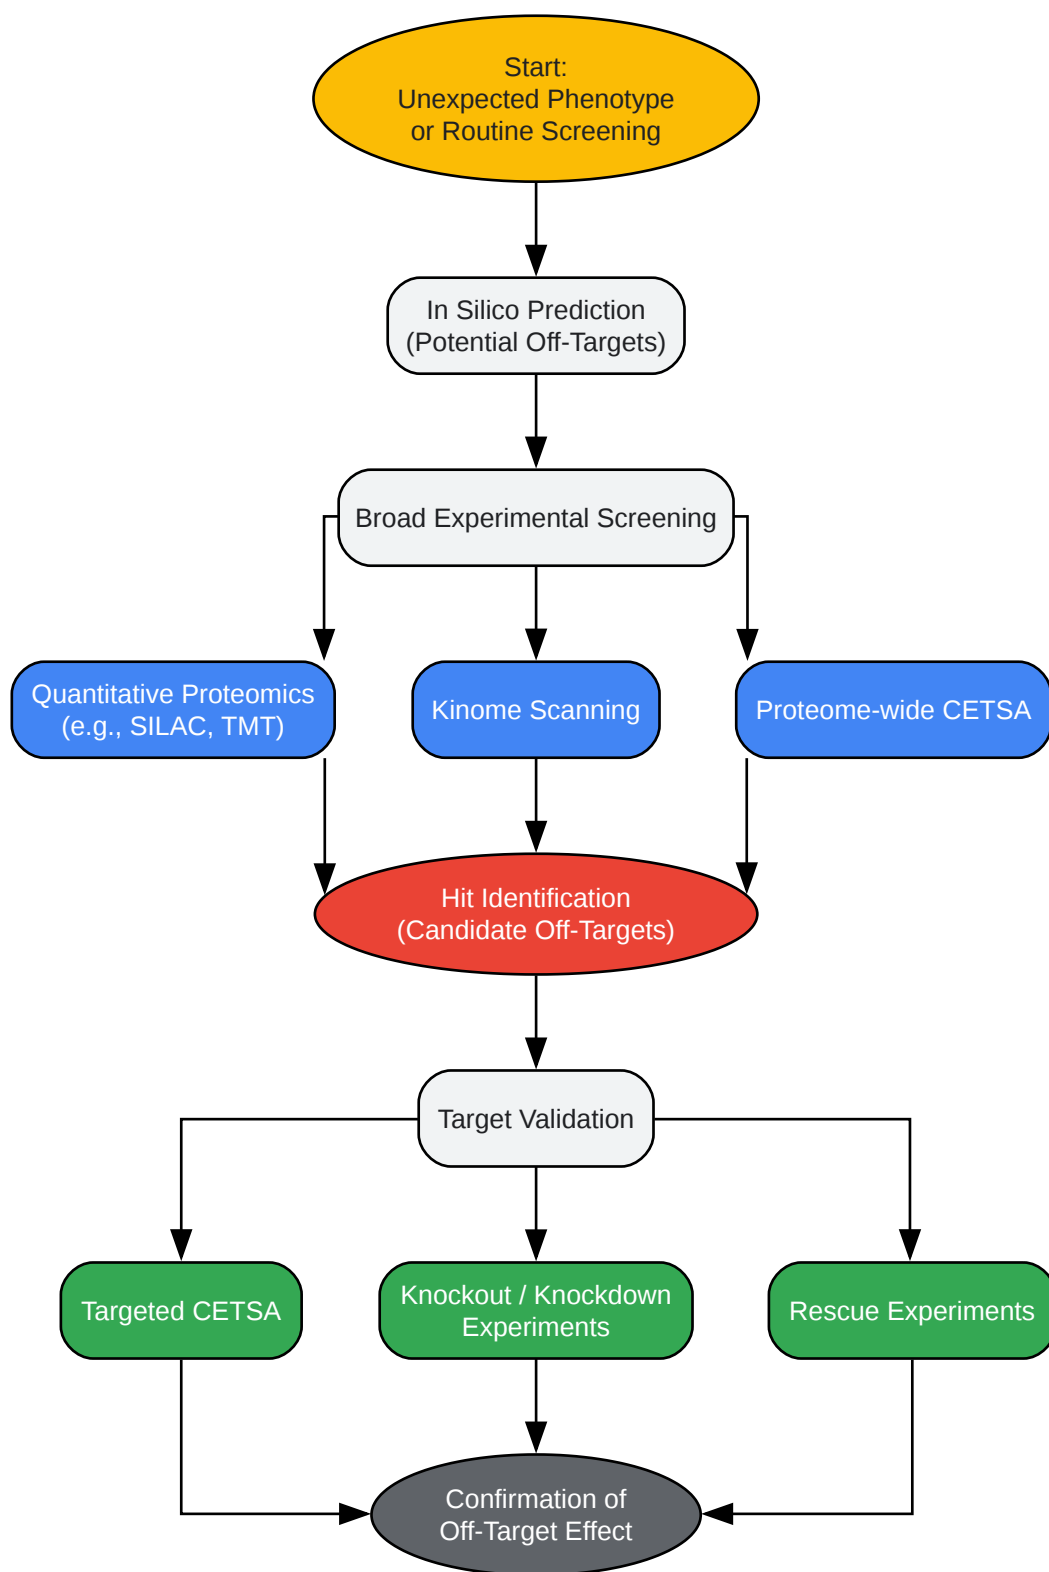 Start:
Unexpected Phenotype
or Routine Screening
In Silico Prediction
(Potential Off-Targets)
Broad Experimental Screening
Quantitative Proteomics
(e.g., SILAC, TMT)
Kinome Scanning
Proteome-wide CETSA
Hit Identification
(Candidate Off-Targets)
Target Validation
Targeted CETSA
Knockout / Knockdown
Experiments
Rescue Experiments
Confirmation of
Off-Target Effect